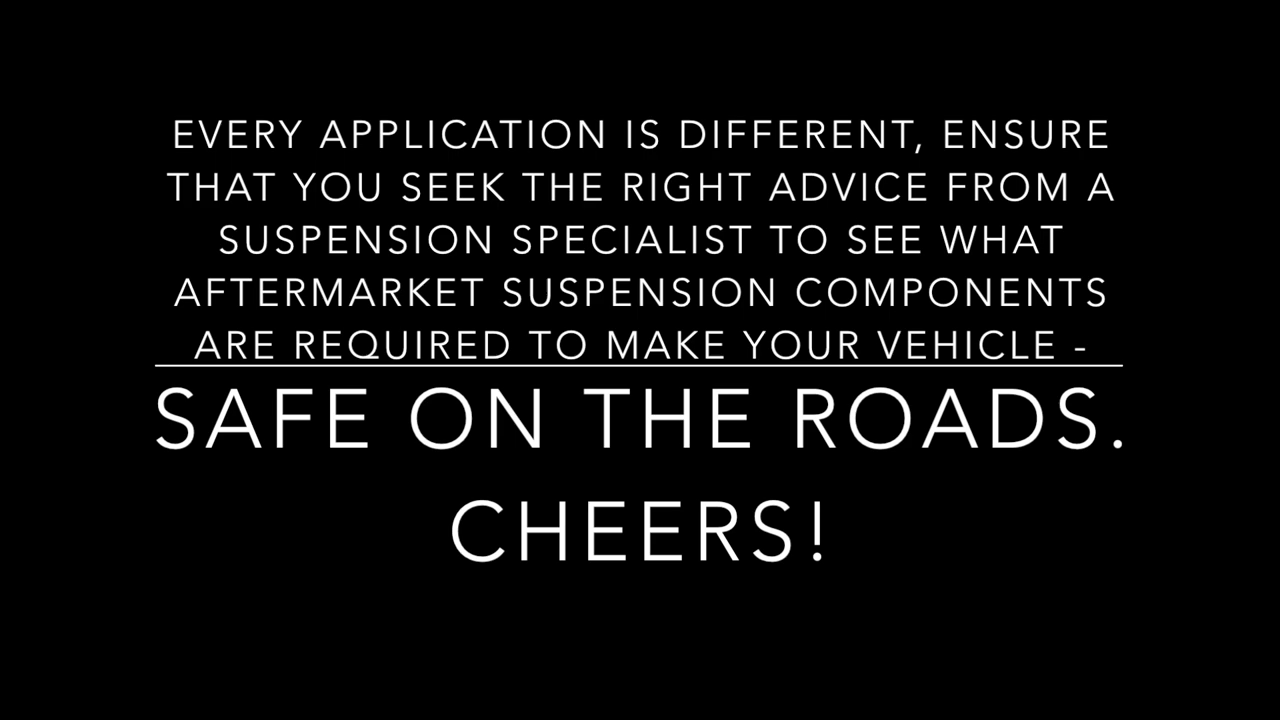 EVERY APPLICATION IS DIFFERENT, ENSURE
THAT YOU SEEK THE RIGHT ADVICE FROM A
SUSPENSION SPECIALIST TO SEE WHAT
AFTERMARKET SUSPENSION COMPONENTS
ARE REQUIRED TO MAKE YOUR VEHICLE -
SAFE ON THE ROADS.
CHEERS!